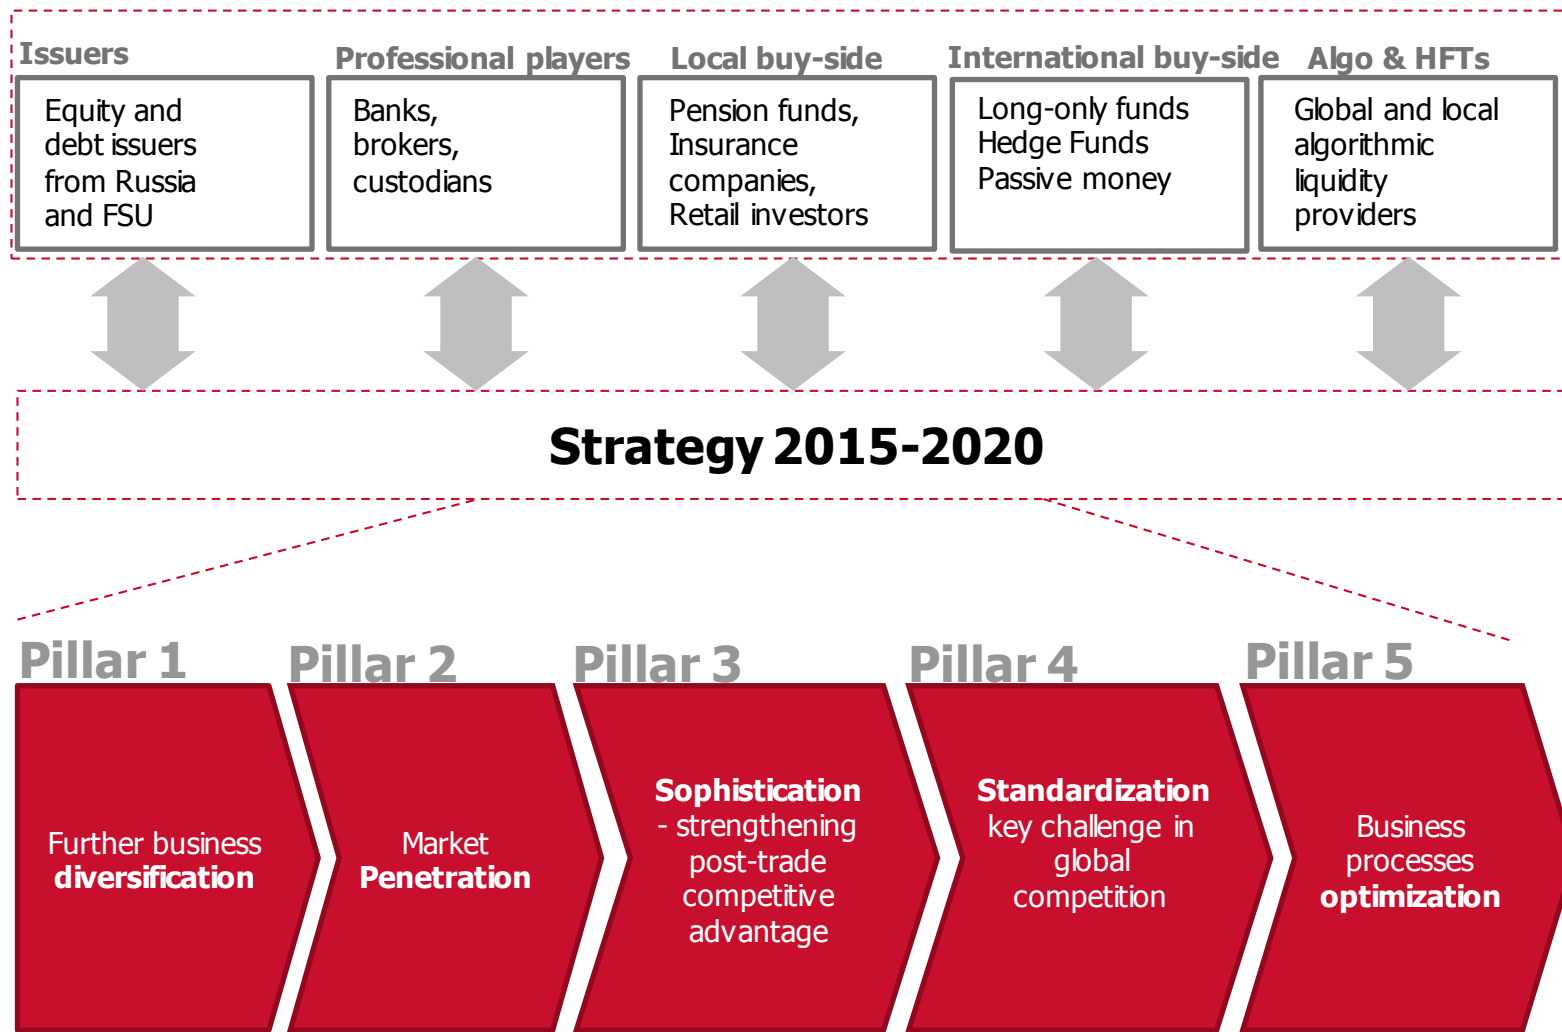 Issuers
Equity and
debt issuers
from Russia
and FSU
Professional players
Banks,
brokers,
custodians
Local buy-side
Pension funds,
Insurance
companies,
Retail investors
International buy-side
Long-only funds
Hedge Funds
Passive money
Algo & HFTs
Global and local
algorithmic
liquidity
providers
Strategy 2015-2020
Pillar 1
Further business
diversification
Pillar 2
Market
Penetration
Pillar 3
Sophistication
- strengthening
post-trade
competitive
advantage
Pillar 4
Standardization
key challenge in
global
competition
Pillar 5
Business
processes
optimization